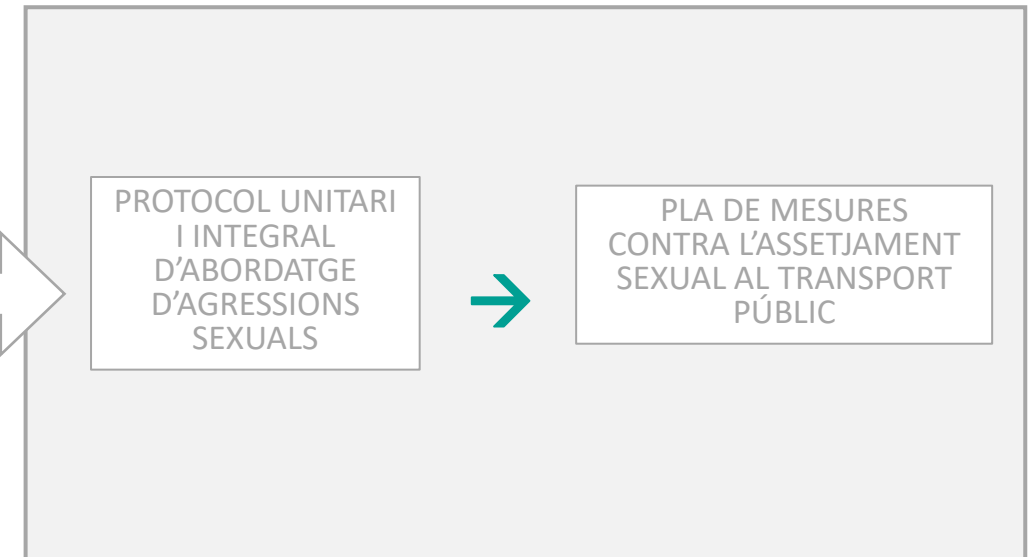 PROTOCOL UNITARI
I INTEGRAL
D’ABORDATGE
D’AGRESSIONS
SEXUALS
PLA DE MESURES
CONTRA L’ASSETJAMENT
SEXUAL AL TRANSPORT
PÚBLIC